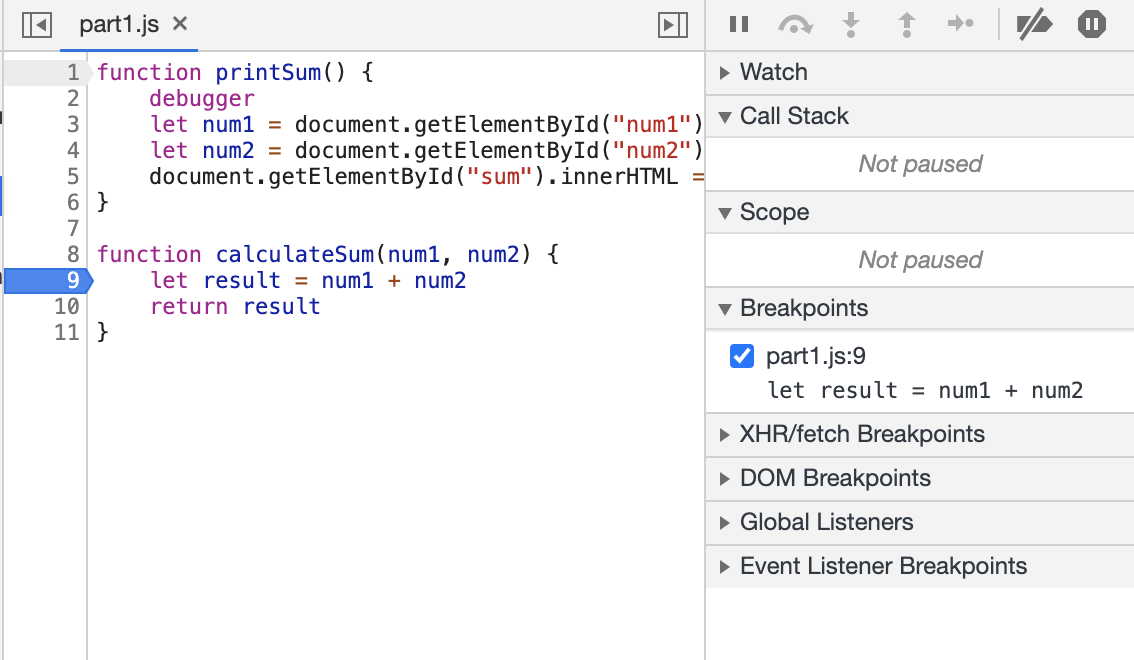 part1.js ×
1 function printSum() {
2     debugger
3     let num1 = document.getElementById("num1")
4     let num2 = document.getElementById("num2")
5     document.getElementById("sum").innerHTML =
6 }
7
8 function calculateSum(num1, num2) {
9     let result = num1 + num2
10     return result
11 }
Watch
Call Stack
Not paused
Scope
Not paused
Breakpoints
part1.js:9
let result = num1 + num2
XHR/fetch Breakpoints
DOM Breakpoints
Global Listeners
Event Listener Breakpoints